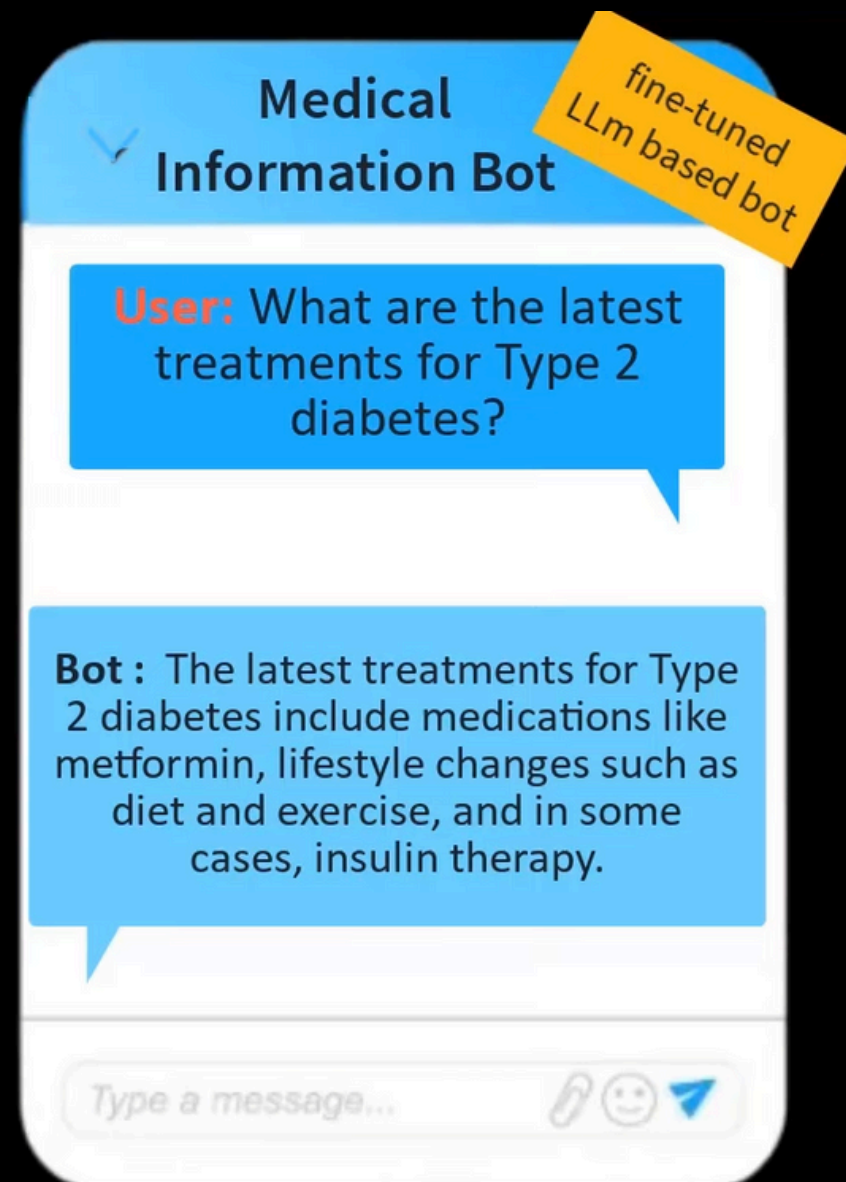 Medical
Information Bot
fine-tuned
LLm based bot
User: What are the latest
treatments for Type 2
diabetes?
Bot : The latest treatments for Type
2 diabetes include medications like
metformin, lifestyle changes such as
diet and exercise, and in some
cases, insulin therapy.
Type a message...